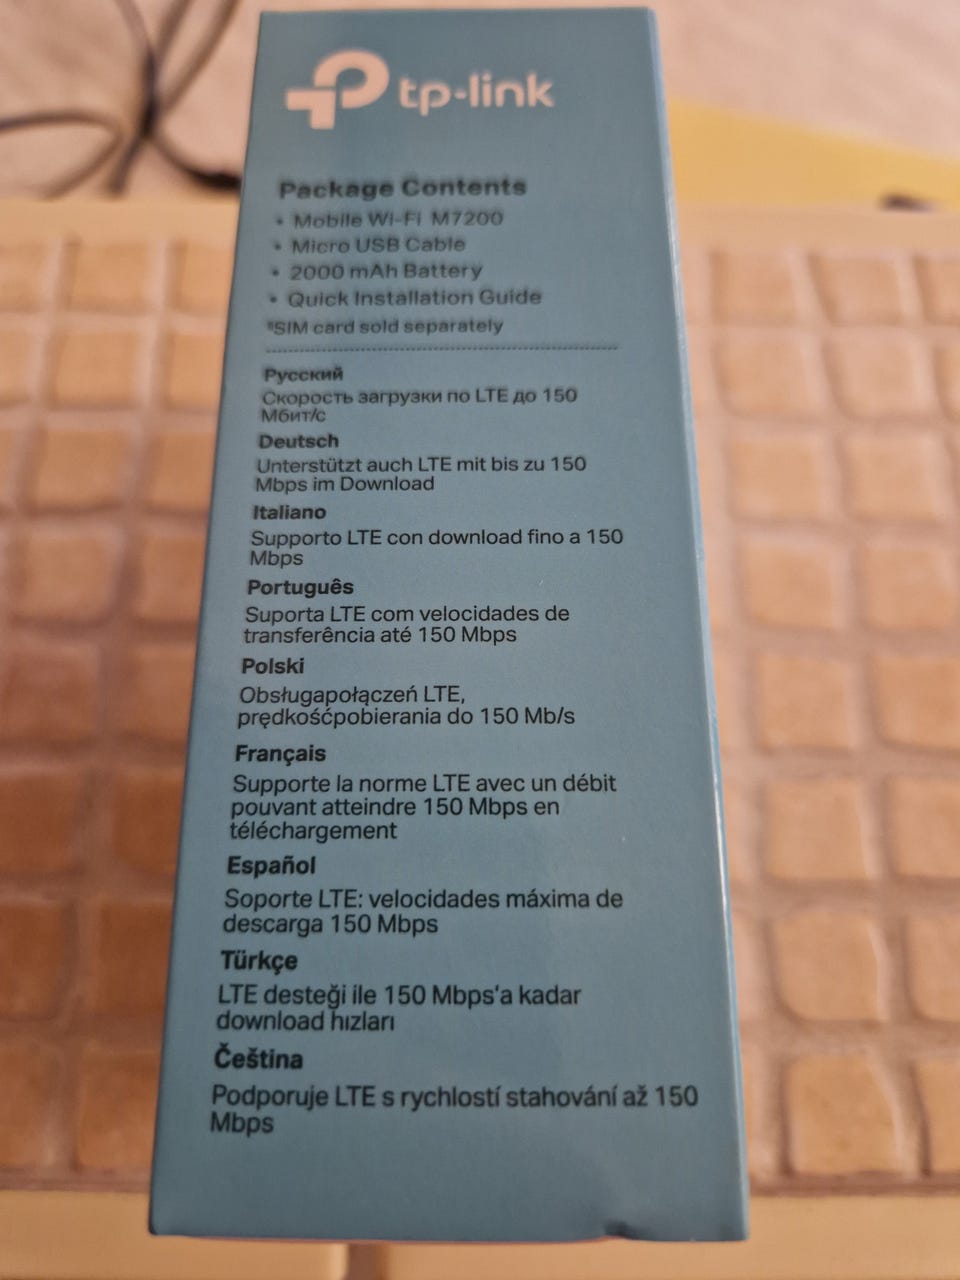 tp-link
Package Contents
• Mobile Wi-Fi M7200
• Micro USB Cable
• 2000 mAh Battery
• Quick Installation Guide
*SIM card sold separately
Русский
Скорость загрузки по LTE до 150
Мбит/с
Deutsch
Unterstützt auch LTE mit bis zu 150
Mbps im Download
Italiano
Supporto LTE con download fino a 150
Mbps
Português
Suporta LTE com velocidades de
transferência até 150 Mbps
Polski
Obsługapołączeń LTE,
prędkośćpobierania do 150 Mb/s
Français
Supporte la norme LTE avec un débit
pouvant atteindre 150 Mbps en
téléchargement
Español
Soporte LTE: velocidades máxima de
descarga 150 Mbps
Türkçe
LTE desteği ile 150 Mbps'a kadar
download hızları
Čeština
Podporuje LTE s rychlostí stahování až 150
Mbps